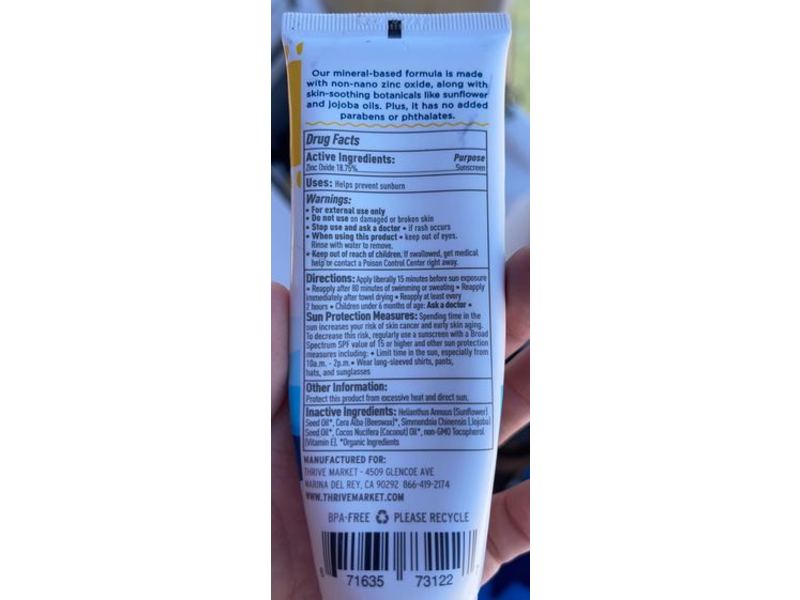 Our mineral-based formula is made
with non-nano zinc oxide, along with
skin-soothing botanicals like sunflower
and jojoba oils. Plus, it has no added
parabens or phthalates.
Drug Facts
Active Ingredients: Purpose
Zinc Oxide 18.75% Sunscreen
Uses: Helps prevent sunburn
Warnings:
• For external use only
• Do not use on damaged or broken skin
• Stop use and ask a doctor • if rash occurs
• When using this product • keep out of eyes.
Rinse with water to remove.
• Keep out of reach of children. If swallowed, get medical
help or contact a Poison Control Center right away.
Directions: Apply liberally 15 minutes before sun exposure
• Reapply after 80 minutes of swimming or sweating • Reapply
immediately after towel drying • Reapply at least every
2 hours • Children under 6 months of age: Ask a doctor •
Sun Protection Measures: Spending time in the
sun increases your risk of skin cancer and early skin aging.
To decrease this risk, regularly use a sunscreen with a Broad
Spectrum SPF value of 15 or higher and other sun protection
measures including: • Limit time in the sun, especially from
10a.m. - 2p.m. • Wear long-sleeved shirts, pants,
hats, and sunglasses
Other Information:
Protect this product from excessive heat and direct sun.
Inactive Ingredients: Helianthus Annuus (Sunflower)
Seed Oil*, Cera Alba (Beeswax)*, Simmondsia Chinensis (Jojoba)
Seed Oil*, Cocos Nucifera (Coconut) Oil*, non-GMO Tocopherol
(Vitamin E). *Organic Ingredients
MANUFACTURED FOR:
THRIVE MARKET - 4509 GLENCOE AVE
MARINA DEL REY, CA 90292 866-419-2174
WWW.THRIVEMARKET.COM
BPA-FREE PLEASE RECYCLE
71635 73122